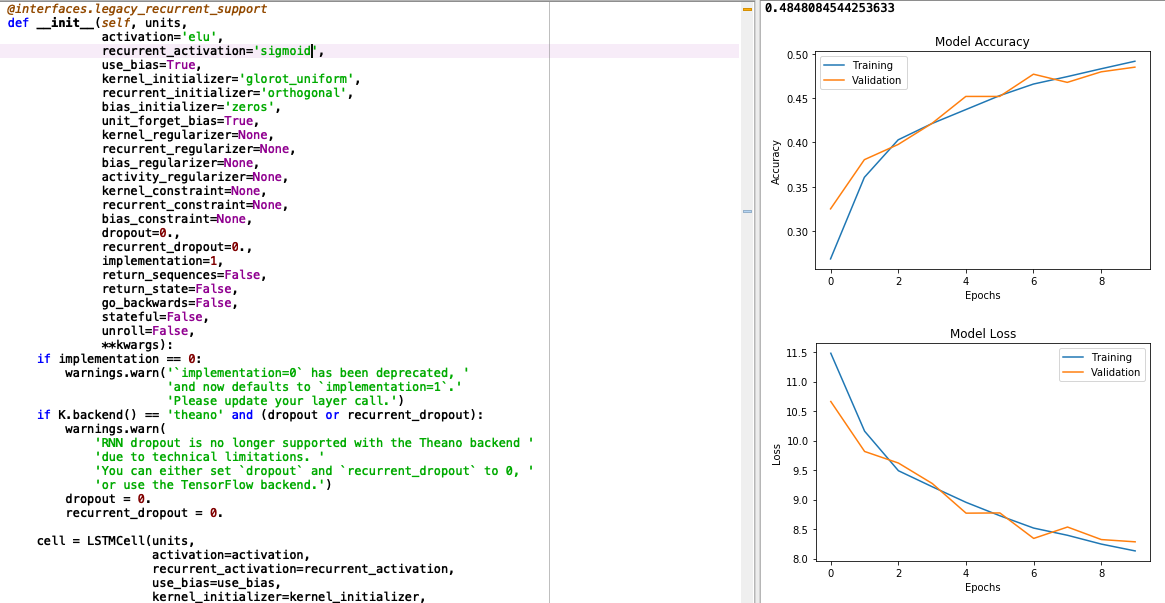 @interfaces.legacy_recurrent_support
def __init__(self, units,
             activation='elu',
             recurrent_activation='sigmoid',
             use_bias=True,
             kernel_initializer='glorot_uniform',
             recurrent_initializer='orthogonal',
             bias_initializer='zeros',
             unit_forget_bias=True,
             kernel_regularizer=None,
             recurrent_regularizer=None,
             bias_regularizer=None,
             activity_regularizer=None,
             kernel_constraint=None,
             recurrent_constraint=None,
             bias_constraint=None,
             dropout=0.,
             recurrent_dropout=0.,
             implementation=1,
             return_sequences=False,
             return_state=False,
             go_backwards=False,
             stateful=False,
             unroll=False,
             **kwargs):
    if implementation == 0:
        warnings.warn('`implementation=0` has been deprecated, '
                      'and now defaults to `implementation=1`.'
                      'Please update your layer call.')
    if K.backend() == 'theano' and (dropout or recurrent_dropout):
        warnings.warn(
            'RNN dropout is no longer supported with the Theano backend '
            'due to technical limitations. '
            'You can either set `dropout` and `recurrent_dropout` to 0, '
            'or use the TensorFlow backend.')
        dropout = 0.
        recurrent_dropout = 0.
    cell = LSTMCell(units,
                    activation=activation,
                    recurrent_activation=recurrent_activation,
                    use_bias=use_bias,
                    kernel_initializer=kernel_initializer,
0.4848084544253633
Model Accuracy
Training
Validation
0.50
0.45
0.40
0.35
0.30
Accuracy
0 2 4 6 8
Epochs
Model Loss
Training
Validation
11.5
11.0
10.5
10.0
9.5
9.0
8.5
8.0
Loss
0 2 4 6 8
Epochs